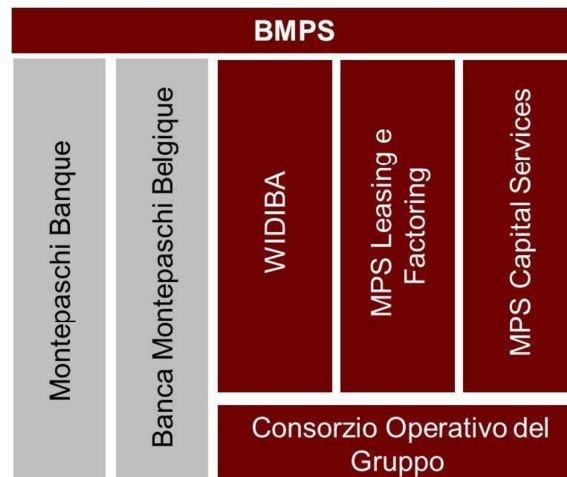 BMPS
Montepaschi Banque
Banca Montepaschi Belgique
WIDIBA
MPS Leasing e
Factoring
MPS Capital Services
Consorzio Operativo del
Gruppo